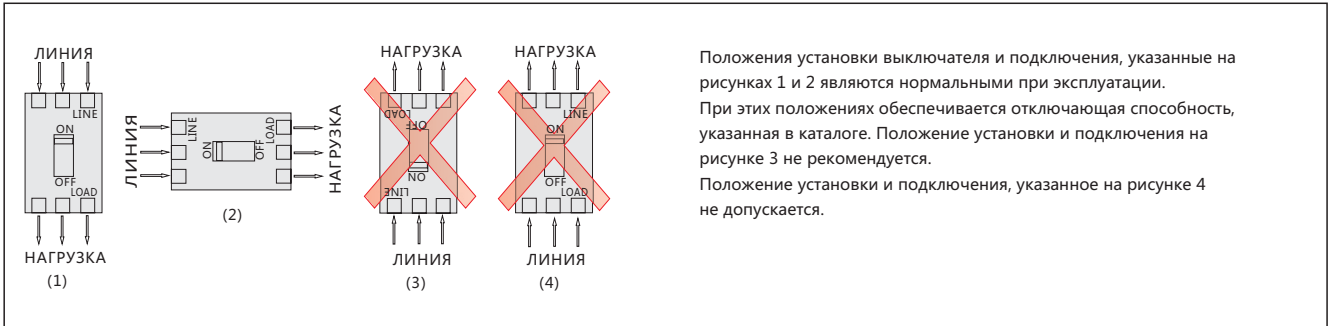 ЛИНИЯ
LINE
ON
OFF
LOAD
НАГРУЗКА
(1)
ЛИНИЯ
LINE
ON
OFF
LOAD
НАГРУЗКА
(2)
НАГРУЗКА
LOAD
OFF
ON
LINE
ЛИНИЯ
(3)
НАГРУЗКА
LINE
ON
OFF
LOAD
ЛИНИЯ
(4)
Положения установки выключателя и подключения, указанные на
рисунках 1 и 2 являются нормальными при эксплуатации.
При этих положениях обеспечивается отключающая способность,
указанная в каталоге. Положение установки и подключения на
рисунке 3 не рекомендуется.
Положение установки и подключения, указанное на рисунке 4
не допускается.